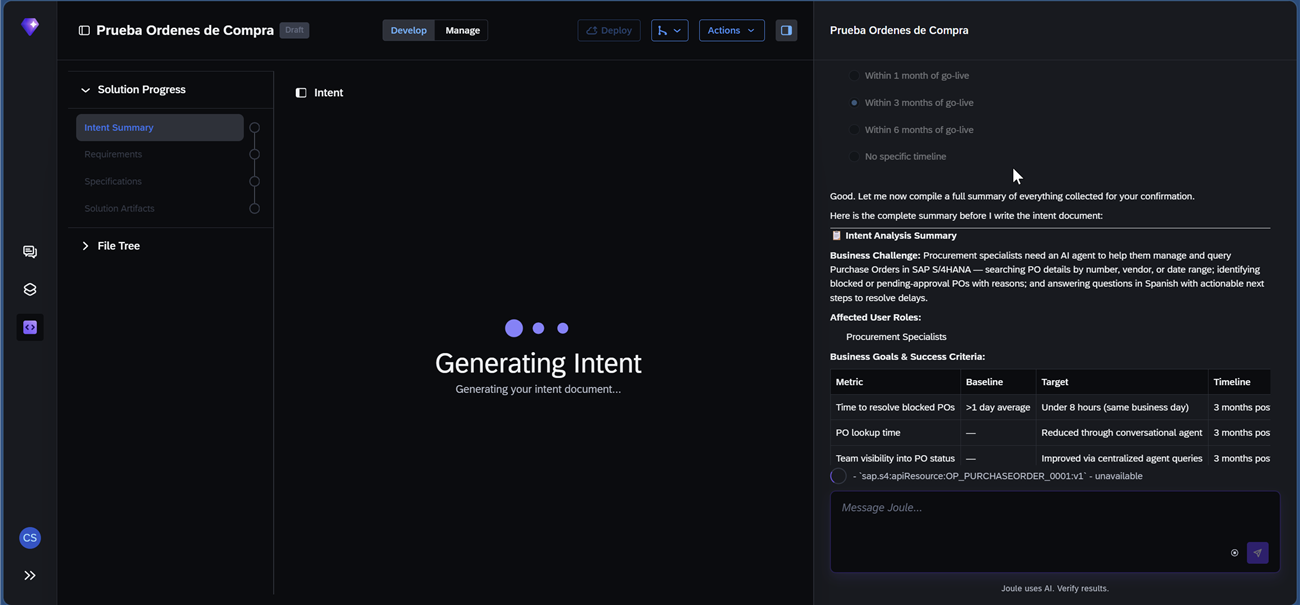 Prueba Ordenes de Compra
Draft
Develop
Manage
Deploy
Actions
Solution Progress
Intent Summary
Requirements
Specifications
Solution Artifacts
File Tree
CS
Intent
Generating Intent
Generating your intent document...
Prueba Ordenes de Compra
Within 1 month of go-live
Within 3 months of go-live
Within 6 months of go-live
No specific timeline
Good. Let me now compile a full summary of everything collected for your confirmation.
Here is the complete summary before I write the intent document:
Intent Analysis Summary
Business Challenge: Procurement specialists need an AI agent to help them manage and query
Purchase Orders in SAP S/4HANA — searching PO details by number, vendor, or date range; identifying
blocked or pending-approval POs with reasons; and answering questions in Spanish with actionable next
steps to resolve delays.
Affected User Roles:
Procurement Specialists
Business Goals & Success Criteria:
Metric Baseline Target Timeline
Time to resolve blocked POs >1 day average Under 8 hours (same business day) 3 months pos
PO lookup time — Reduced through conversational agent 3 months pos
Team visibility into PO status — Improved via centralized agent queries 3 months pos
- `sap.s4:apiResource:OP_PURCHASEORDER_0001:v1` - unavailable
Message Joule...
Joule uses AI. Verify results.